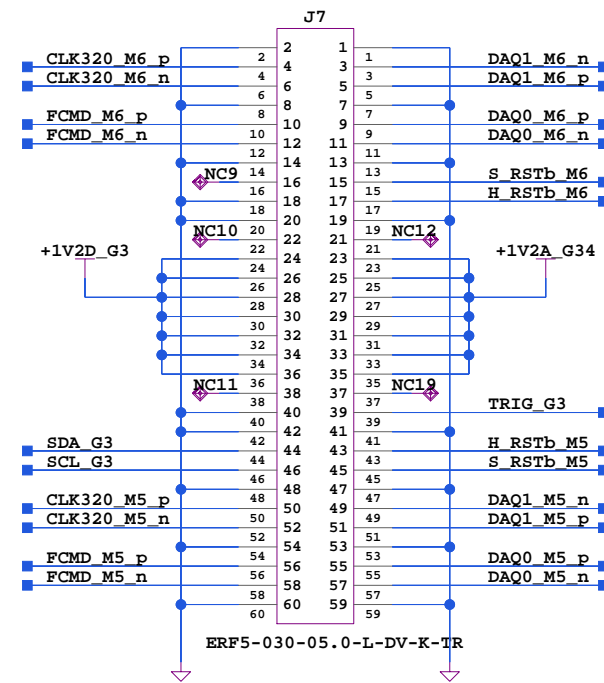 J7
2 1
CLK320_M6_p 2 1 DAQ1_M6_n
4 3
CLK320_M6_n 4 3 DAQ1_M6_p
6 5
6 5
8 7
FCMD_M6_p 8 7 DAQ0_M6_p
10 9
FCMD_M6_n 10 9 DAQ0_M6_n
12 11
12 11
14 13
NC9 14 13 S_RSTb_M6
16 15
16 15 H_RSTb_M6
18 17
18 17
20 19
NC10 20 19 NC12
22 21
+1V2D_G3 22 21 +1V2A_G34
24 23
24 23
26 25
26 25
28 27
28 27
30 29
30 29
32 31
32 31
34 33
34 33
36 35
NC11 36 35 NC19
38 37
38 37 TRIG_G3
40 39
40 39
42 41
SDA_G3 42 41 H_RSTb_M5
44 43
SCL_G3 44 43 S_RSTb_M5
46 45
46 45
48 47
CLK320_M5_p 48 47 DAQ1_M5_n
50 49
CLK320_M5_n 50 49 DAQ1_M5_p
52 51
52 51
54 53
FCMD_M5_p 54 53 DAQ0_M5_p
56 55
FCMD_M5_n 56 55 DAQ0_M5_n
58 57
58 57
60 59
60 59
ERF5-030-05.0-L-DV-K-TR